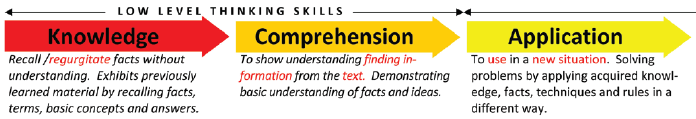 LOW LEVEL THINKING SKILLS
Knowledge
Recall /regurgitate facts without
understanding. Exhibits previously
learned material by recalling facts,
terms, basic concepts and answers.
Comprehension
To show understanding finding in-
formation from the text. Demonstrating
basic understanding of facts and ideas.
Application
To use in a new situation. Solving
problems by applying acquired knowl-
edge, facts, techniques and rules in a
different way.